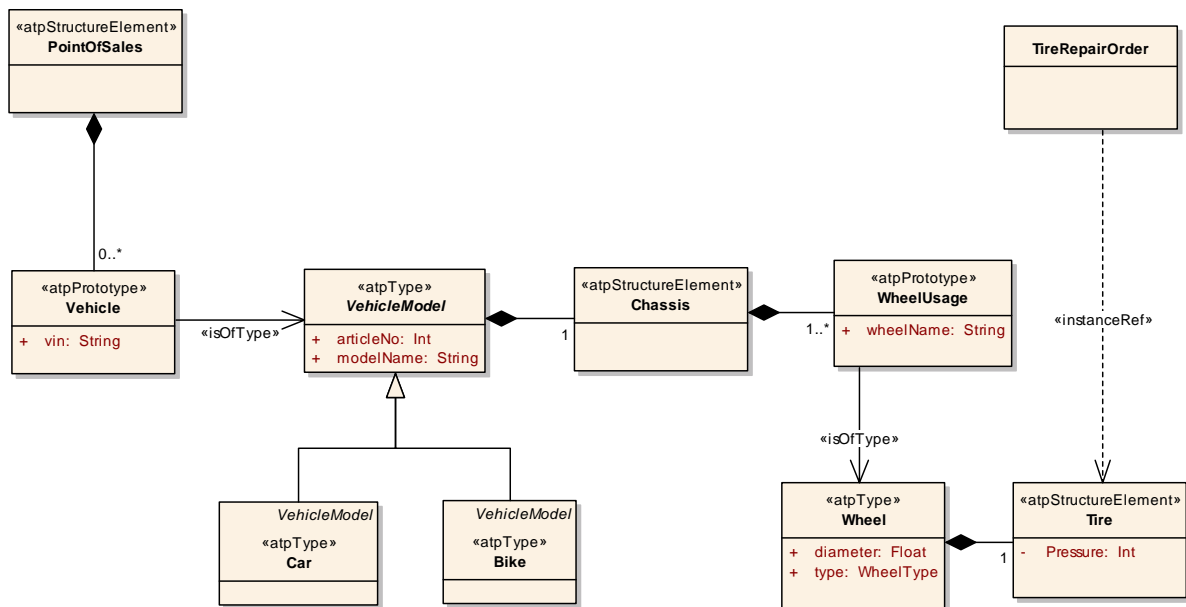 «atpStructureElement»
PointOfSales
TireRepairOrder
0..*
«atpPrototype»
Vehicle
+ vin: String
«isOfType»
«atpType»
VehicleModel
+ articleNo: Int
+ modelName: String
1
«atpStructureElement»
Chassis
1..*
«atpPrototype»
WheelUsage
+ wheelName: String
«instanceRef»
«isOfType»
VehicleModel
«atpType»
Car
VehicleModel
«atpType»
Bike
«atpType»
Wheel
+ diameter: Float
+ type: WheelType
1
«atpStructureElement»
Tire
- Pressure: Int